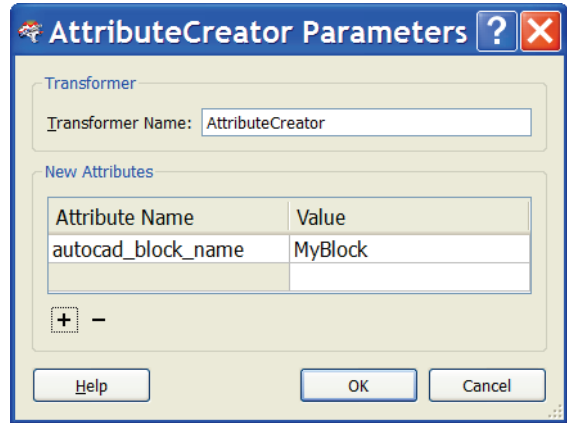 AttributeCreator Parameters ?
Transformer
Transformer Name: AttributeCreator
New Attributes
Attribute Name Value
autocad_block_name MyBlock
+ −
Help OK Cancel